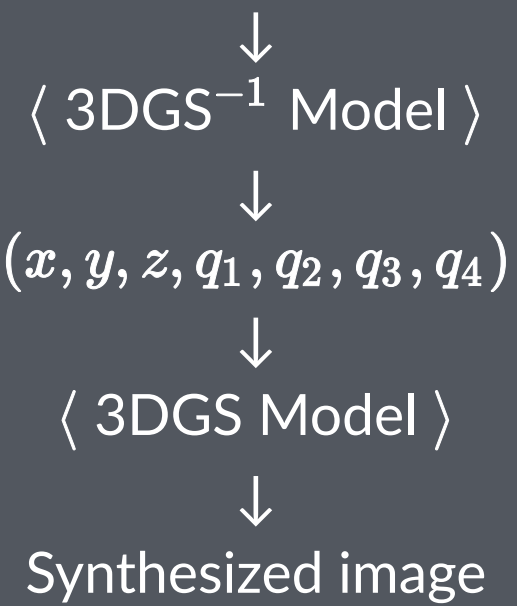 ↓
⟨ 3DGS⁻¹ Model ⟩
↓
(x, y, z, q₁, q₂, q₃, q₄)
↓
⟨ 3DGS Model ⟩
↓
Synthesized image